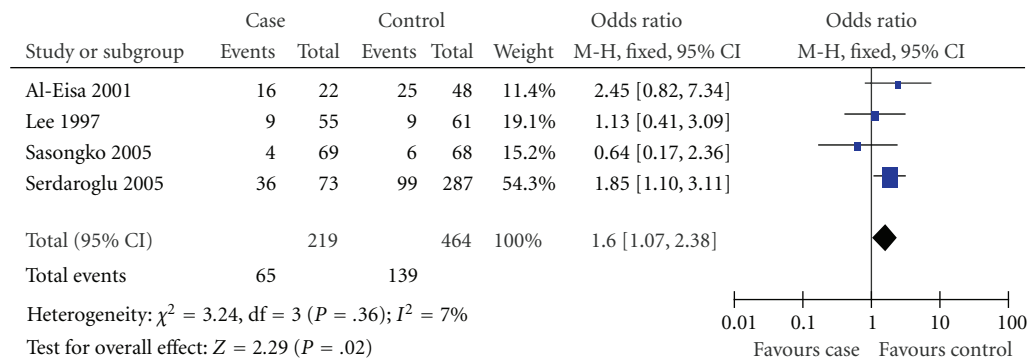 Case Control Odds ratio Odds ratio
Study or subgroup Events Total Events Total Weight M-H, fixed, 95% CI M-H, fixed, 95% CI
Al-Eisa 2001 16 22 25 48 11.4% 2.45 [0.82, 7.34]
Lee 1997 9 55 9 61 19.1% 1.13 [0.41, 3.09]
Sasongko 2005 4 69 6 68 15.2% 0.64 [0.17, 2.36]
Serdaroglu 2005 36 73 99 287 54.3% 1.85 [1.10, 3.11]
Total (95% CI) 219 464 100% 1.6 [1.07, 2.38]
Total events 65 139
Heterogeneity: χ² = 3.24, df = 3 (P = .36); I² = 7%
0.01 0.1 1 10 100
Test for overall effect: Z = 2.29 (P = .02) Favours case Favours control